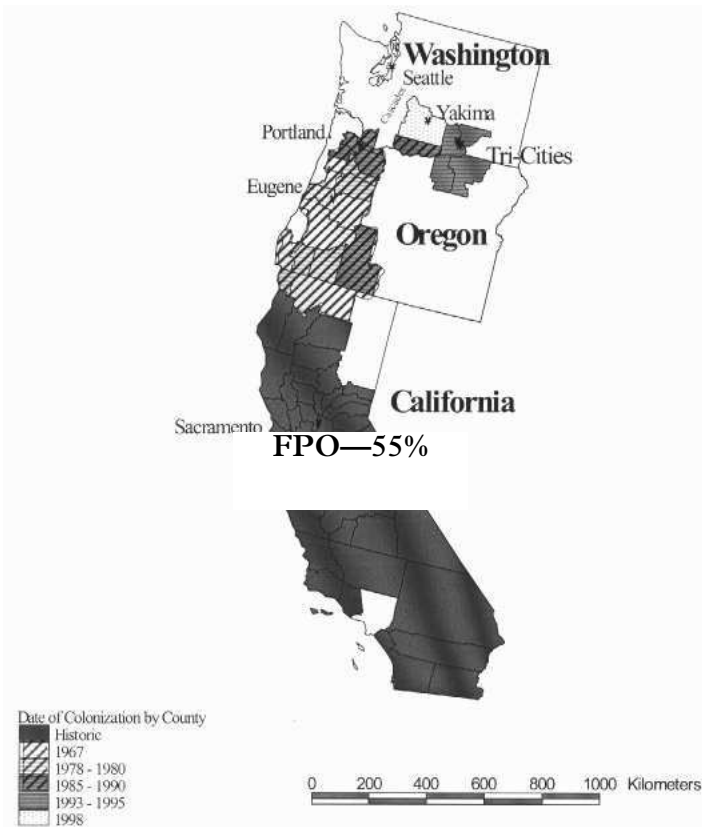 Washington
Seattle
Cascades
Yakima
Portland
Tri-Cities
Eugene
Oregon
California
Sacramento
FPO—55%
Date of Colonization by County
Historic
1967
1978 - 1980
1985 - 1990
1993 - 1995
1998
0 200 400 600 800 1000 Kilometers